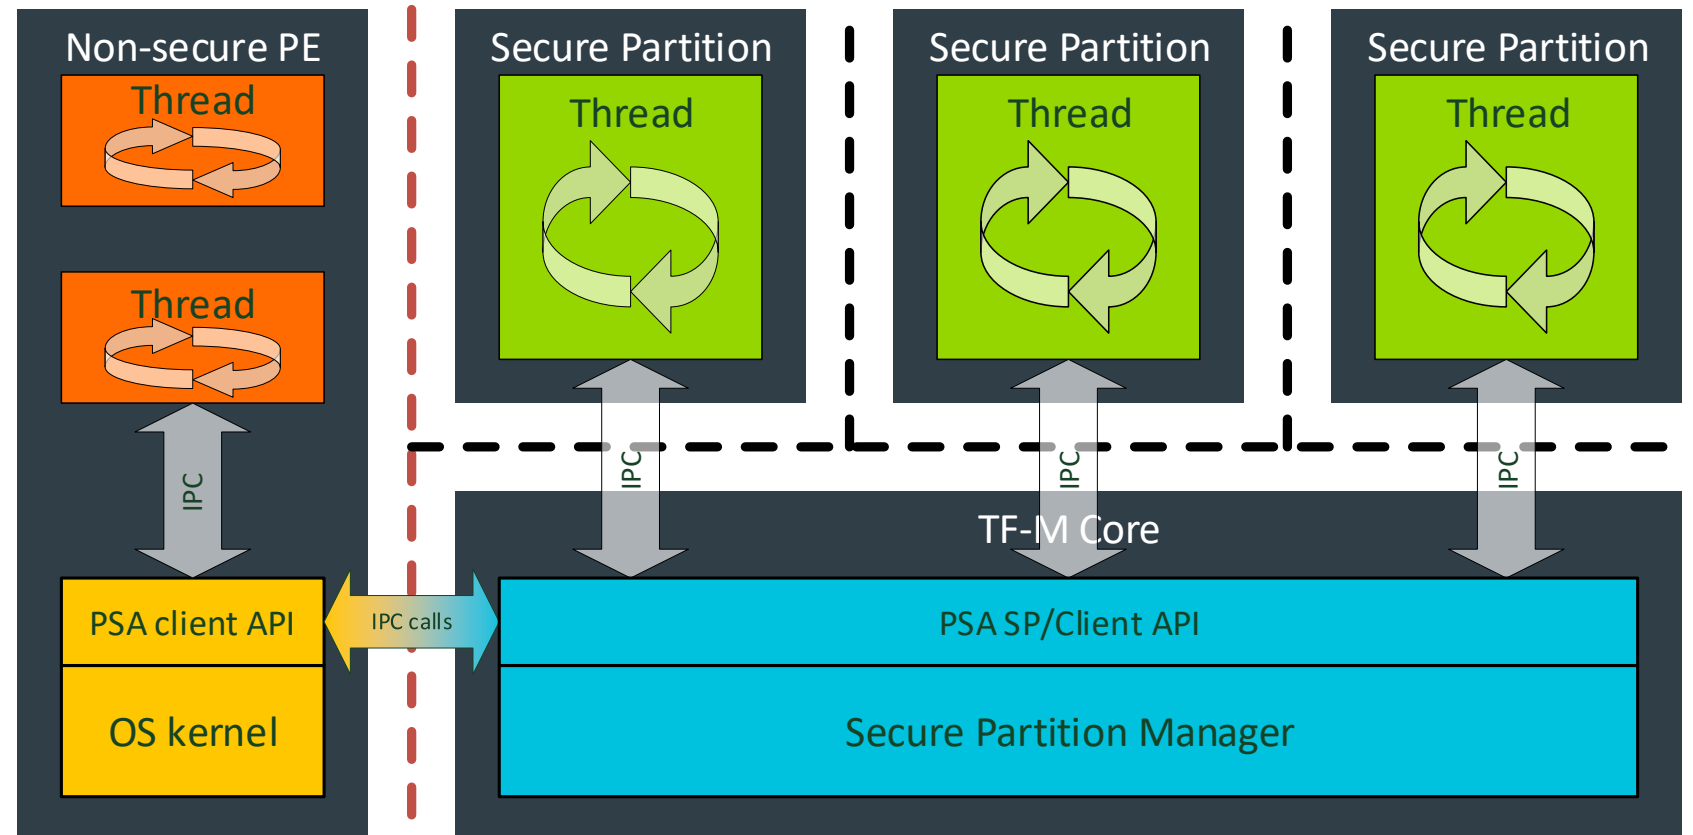 Non-secure PE
Thread
Thread
IPC
PSA client API
OS kernel
IPC calls
Secure Partition
Thread
IPC
Secure Partition
Thread
IPC
Secure Partition
Thread
IPC
TF-M Core
PSA SP/Client API
Secure Partition Manager